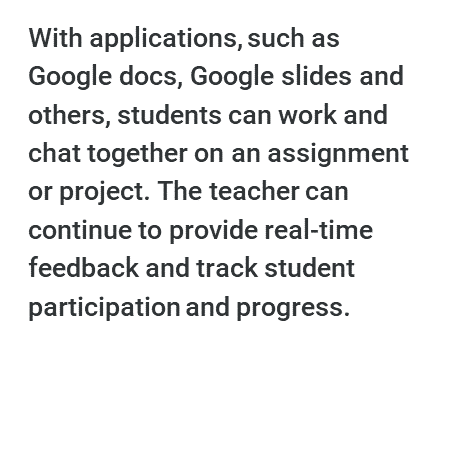 With applications, such as
Google docs, Google slides and
others, students can work and
chat together on an assignment
or project. The teacher can
continue to provide real-time
feedback and track student
participation and progress.